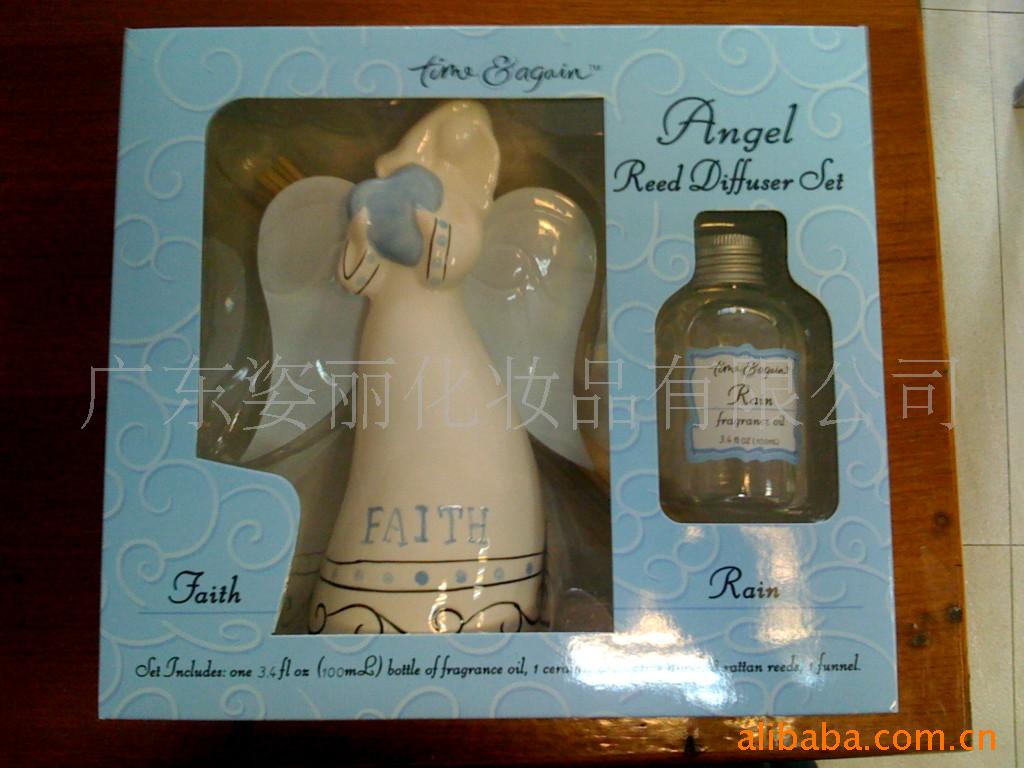 time & again™
Angel
Reed Diffuser Set
time & again
Rain
fragrance oil
3.4 fl oz (100mL)
广东姿丽化妆品有限公司
FAITH
Faith
Rain
Set Includes: one 3.4 fl oz (100mL) bottle of fragrance oil, 1 rattan reeds, 1 funnel.
alibaba.com.cn